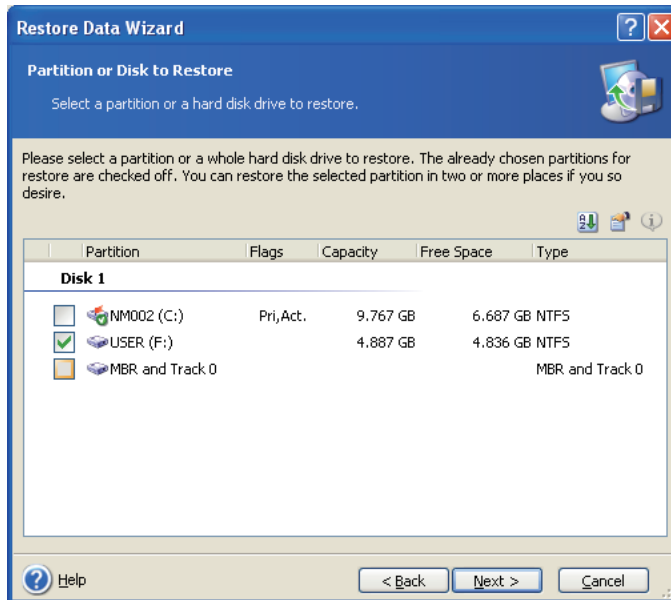 Restore Data Wizard
Partition or Disk to Restore
Select a partition or a hard disk drive to restore.
Please select a partition or a whole hard disk drive to restore. The already chosen partitions for
restore are checked off. You can restore the selected partition in two or more places if you so
desire.
Partition Flags Capacity Free Space Type
Disk 1
NM002 (C:) Pri,Act. 9.767 GB 6.687 GB NTFS
USER (F:) 4.887 GB 4.836 GB NTFS
MBR and Track 0 MBR and Track 0
Help < Back Next > Cancel